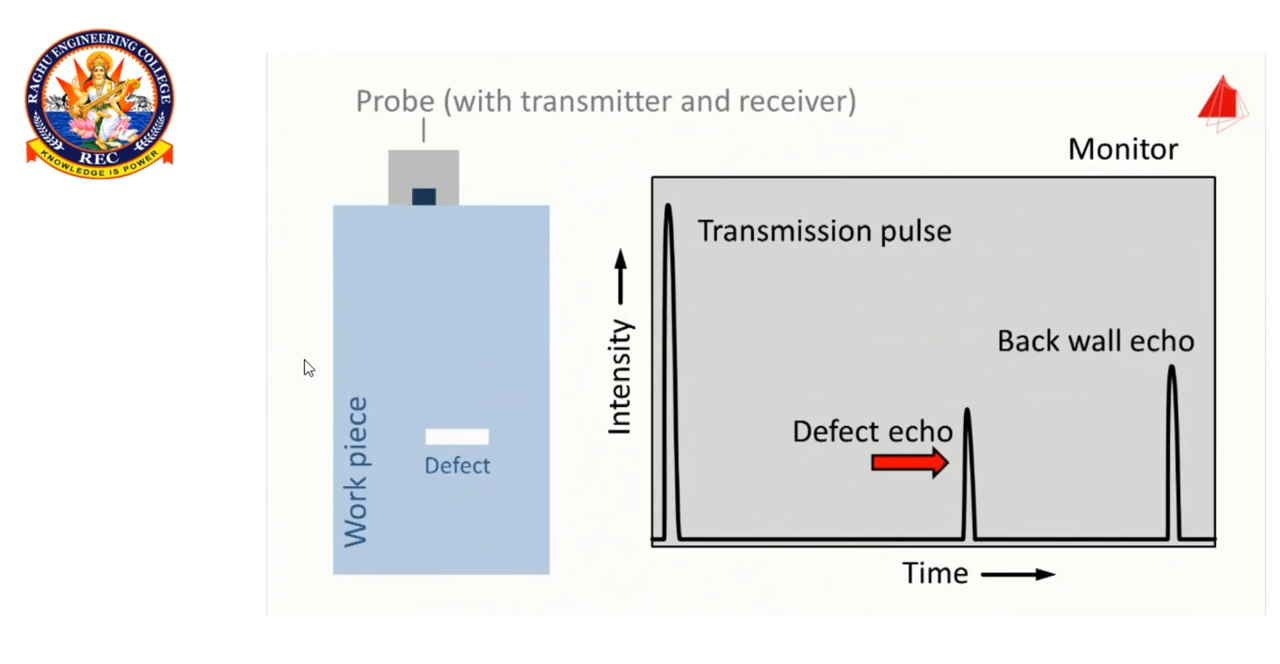 RAGHU ENGINEERING COLLEGE
REC
KNOWLEDGE IS POWER
Probe (with transmitter and receiver)
Monitor
Transmission pulse
Intensity
Back wall echo
Defect echo
Work piece
Defect
Time